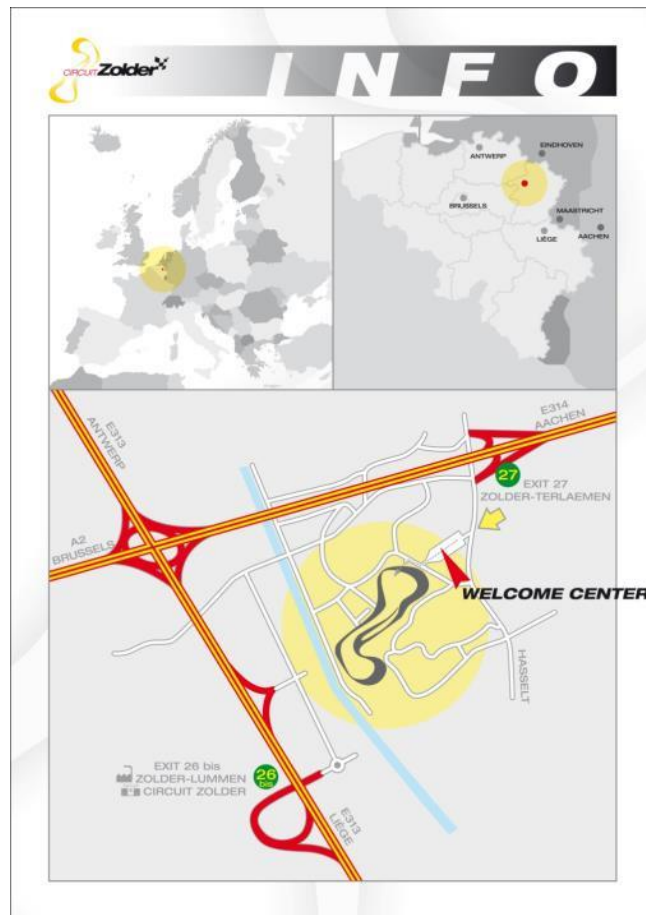 CIRCUIT Zolder
INFO
ANTWERP
EINDHOVEN
BRUSSELS
MAASTRICHT
LIÉGE
AACHEN
E313
ANTWERP
E314
AACHEN
27
EXIT 27
ZOLDER-TERLAEMEN
A2
BRUSSELS
WELCOME CENTER
HASSELT
EXIT 26 bis
ZOLDER-LUMMEN
CIRCUIT ZOLDER
26
bis
E313
LIÈGE